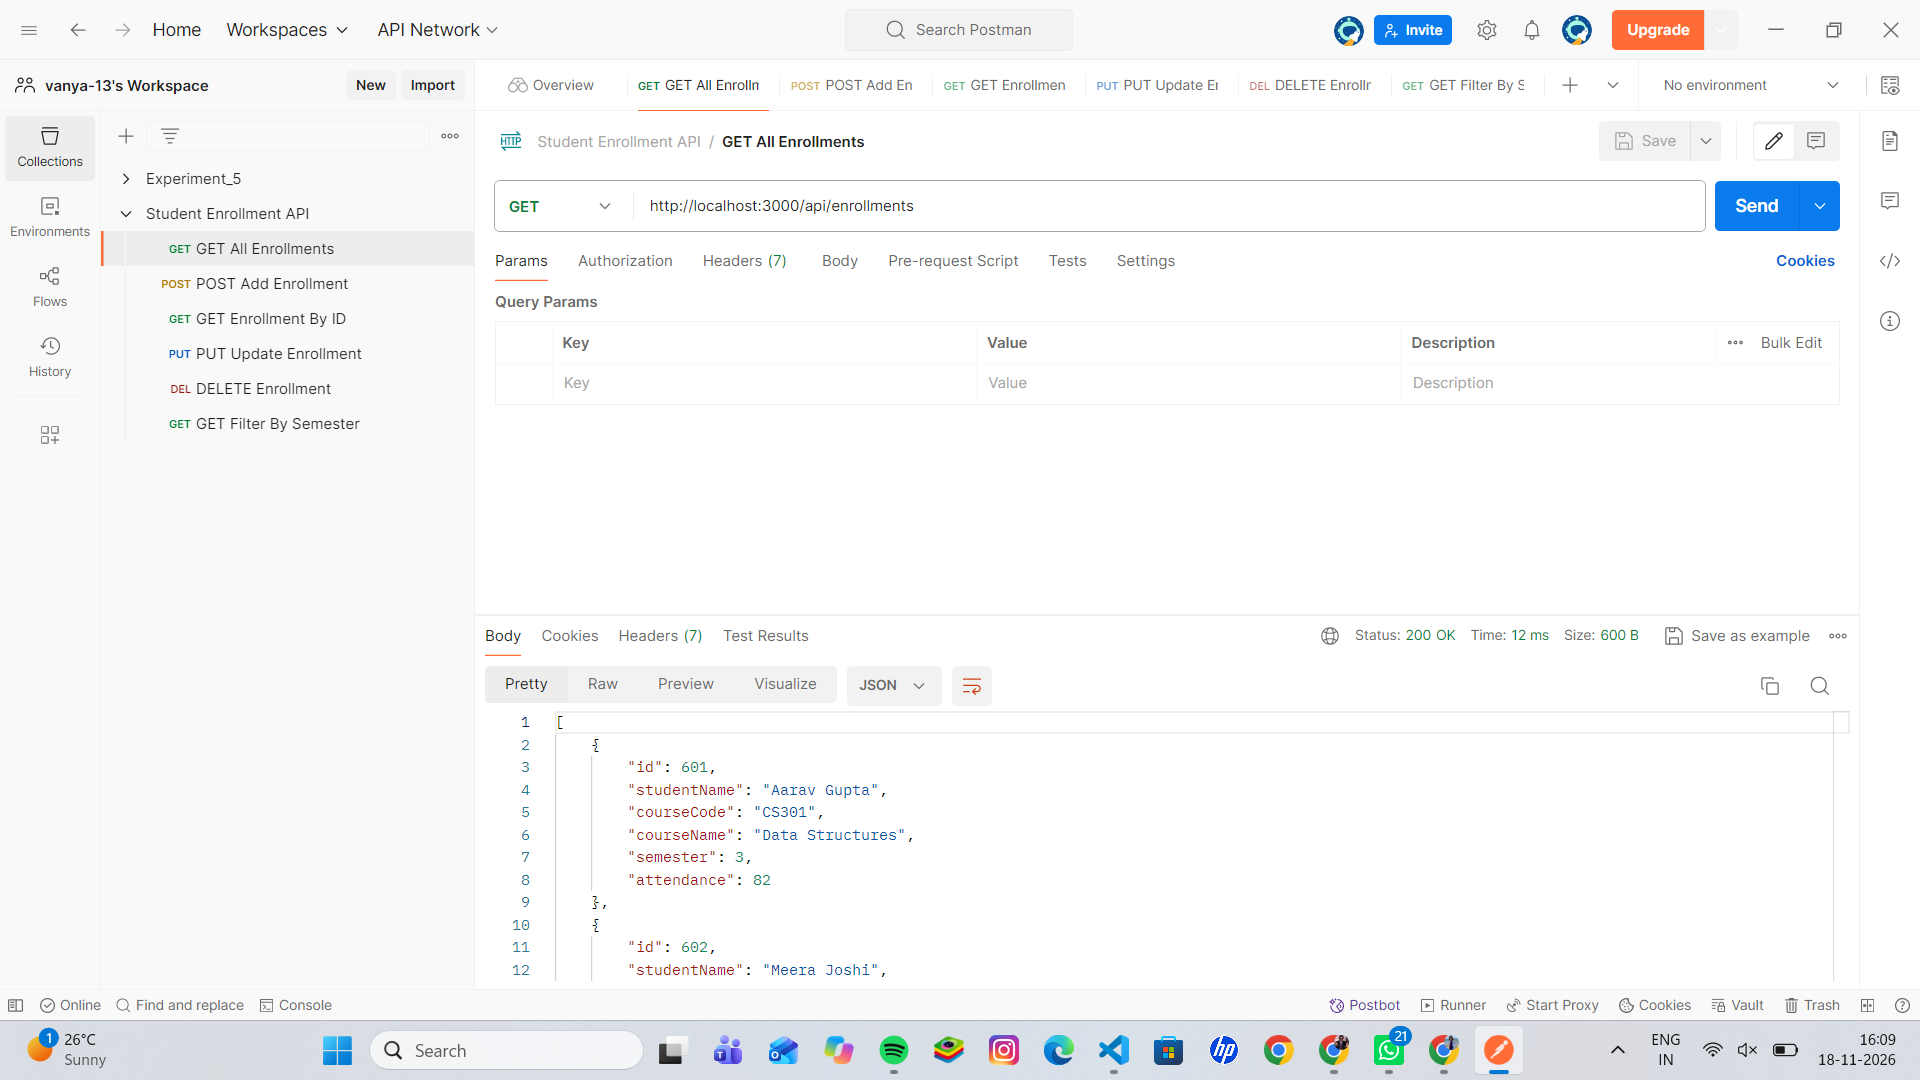 Home Workspaces API Network Search Postman Invite Upgrade
vanya-13's Workspace New Import
Overview GET GET All Enrolln POST POST Add En GET GET Enrollmen PUT PUT Update Er DEL DELETE Enrollr GET GET Filter By S No environment
Collections
Environments
Flows
History
Experiment_5
Student Enrollment API
GET GET All Enrollments
POST POST Add Enrollment
GET GET Enrollment By ID
PUT PUT Update Enrollment
DEL DELETE Enrollment
GET GET Filter By Semester
HTTP Student Enrollment API / GET All Enrollments Save
GET http://localhost:3000/api/enrollments Send
Params Authorization Headers (7) Body Pre-request Script Tests Settings Cookies
Query Params
Key Value Description Bulk Edit
Key Value Description
Body Cookies Headers (7) Test Results Status: 200 OK Time: 12 ms Size: 600 B Save as example
Pretty Raw Preview Visualize JSON
1 [
2 {
3 "id": 601,
4 "studentName": "Aarav Gupta",
5 "courseCode": "CS301",
6 "courseName": "Data Structures",
7 "semester": 3,
8 "attendance": 82
9 },
10 {
11 "id": 602,
12 "studentName": "Meera Joshi",
Online Find and replace Console Postbot Runner Start Proxy Cookies Vault Trash
1 26°C
Sunny
Search
hp
21
ENG
IN
16:09
18-11-2026